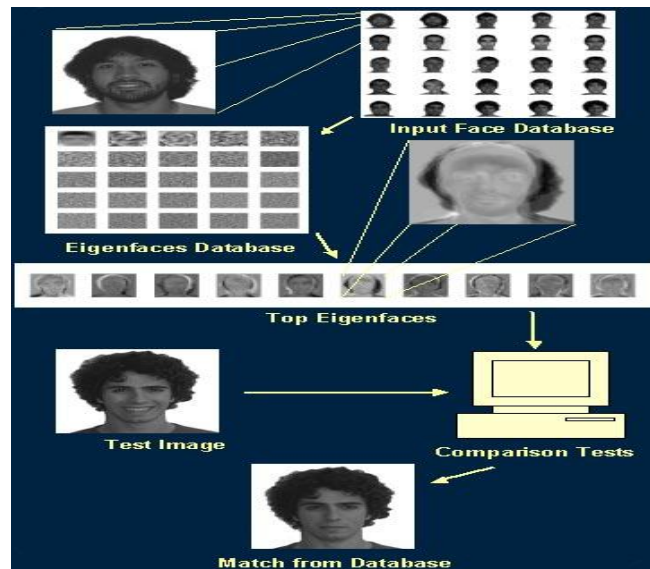 Input Face Database
Eigenfaces Database
Top Eigenfaces
Test Image
Comparison Tests
Match from Database